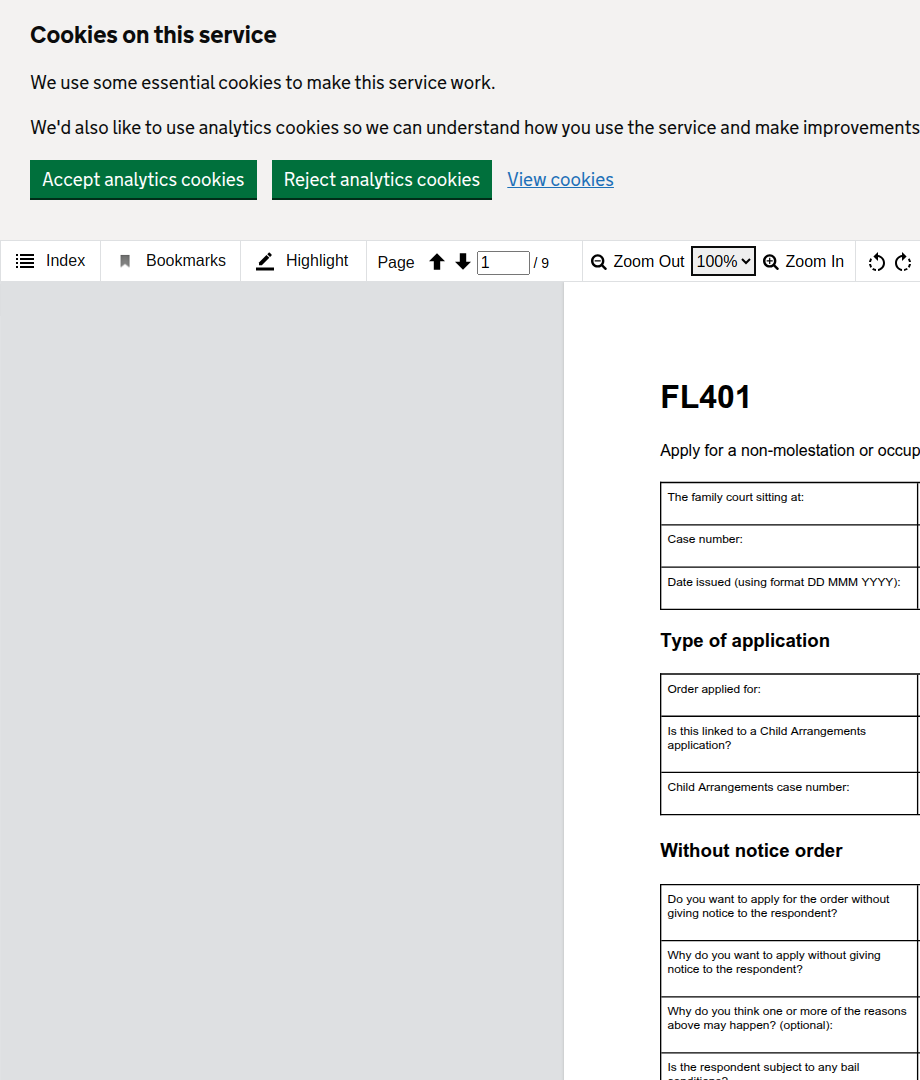 Cookies on this service
We use some essential cookies to make this service work.
We'd also like to use analytics cookies so we can understand how you use the service and make improvements
Accept analytics cookies Reject analytics cookies View cookies
Index Bookmarks Highlight Page 1 / 9 Zoom Out 100% Zoom In
FL401
Apply for a non-molestation or occup
The family court sitting at:
Case number:
Date issued (using format DD MMM YYYY):
Type of application
Order applied for:
Is this linked to a Child Arrangements
application?
Child Arrangements case number:
Without notice order
Do you want to apply for the order without
giving notice to the respondent?
Why do you want to apply without giving
notice to the respondent?
Why do you think one or more of the reasons
above may happen? (optional):
Is the respondent subject to any bail